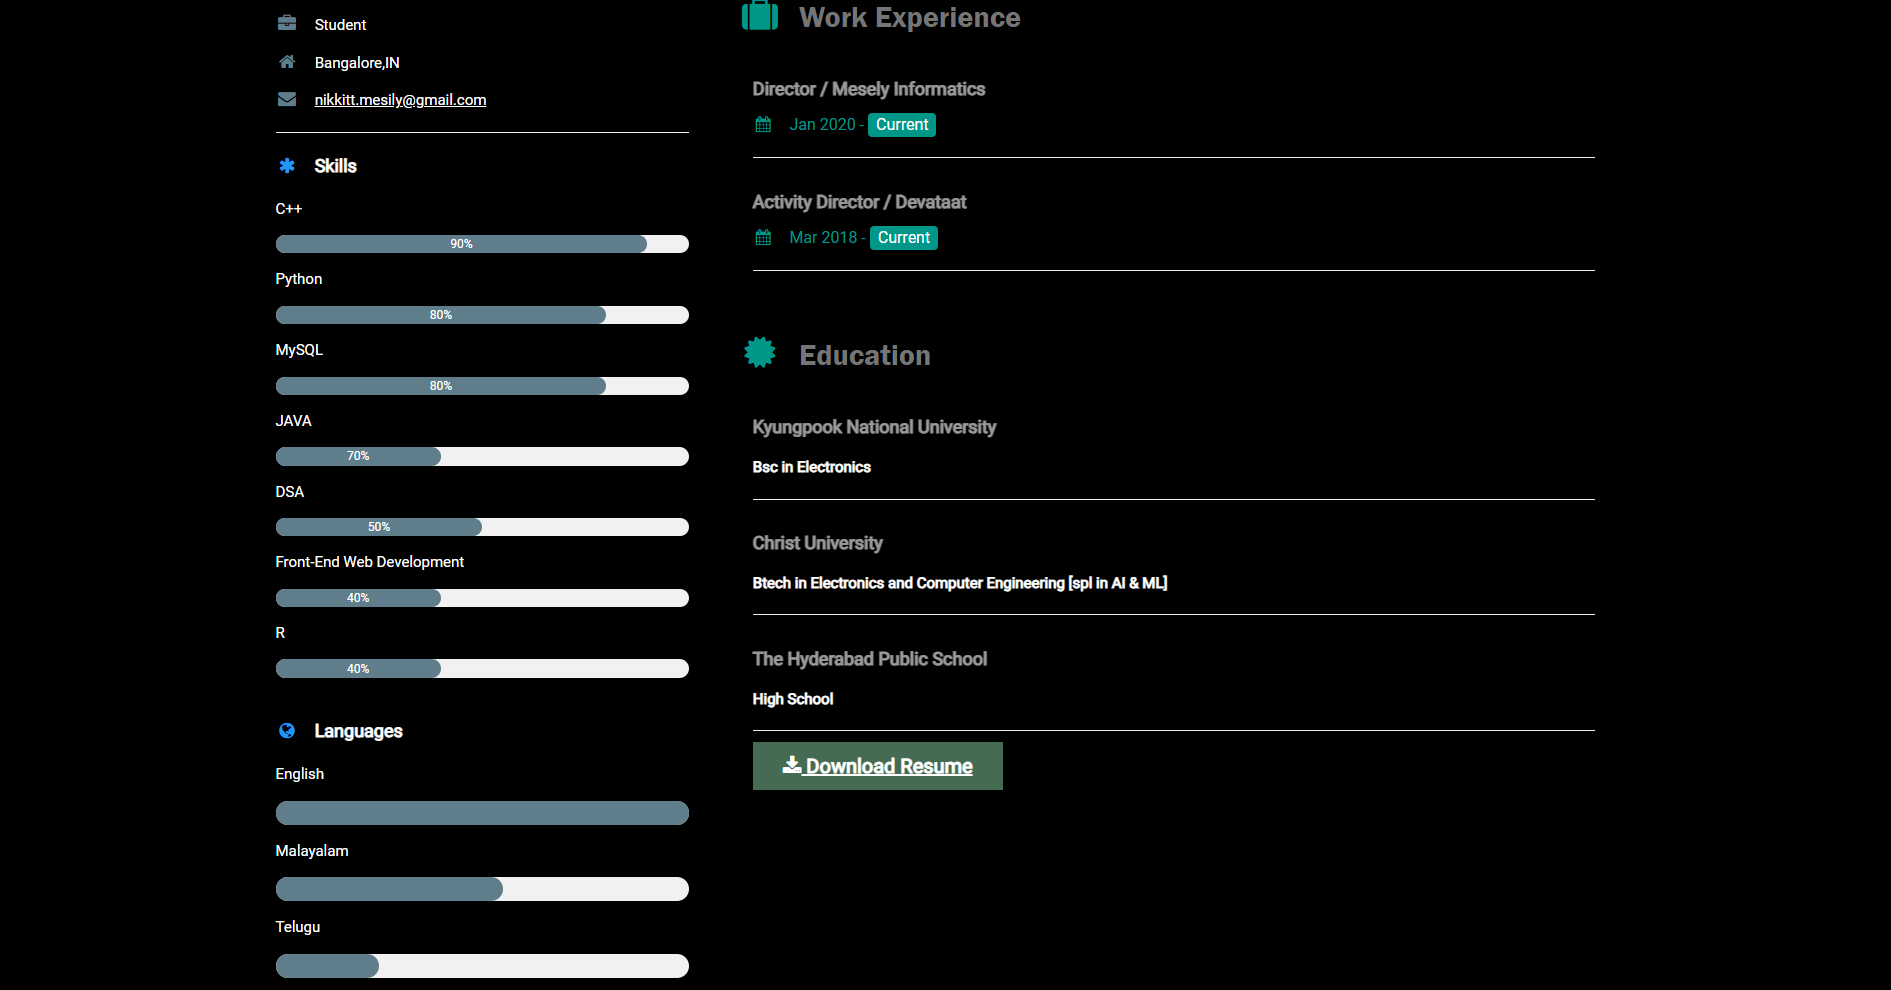 Student
Bangalore,IN
nikkitt.mesily@gmail.com
Skills
C++
90%
Python
80%
MySQL
80%
JAVA
70%
DSA
50%
Front-End Web Development
40%
R
40%
Languages
English
Malayalam
Telugu
Work Experience
Director / Mesely Informatics
Jan 2020 - Current
Activity Director / Devataat
Mar 2018 - Current
Education
Kyungpook National University
Bsc in Electronics
Christ University
Btech in Electronics and Computer Engineering [spl in AI & ML]
The Hyderabad Public School
High School
Download Resume